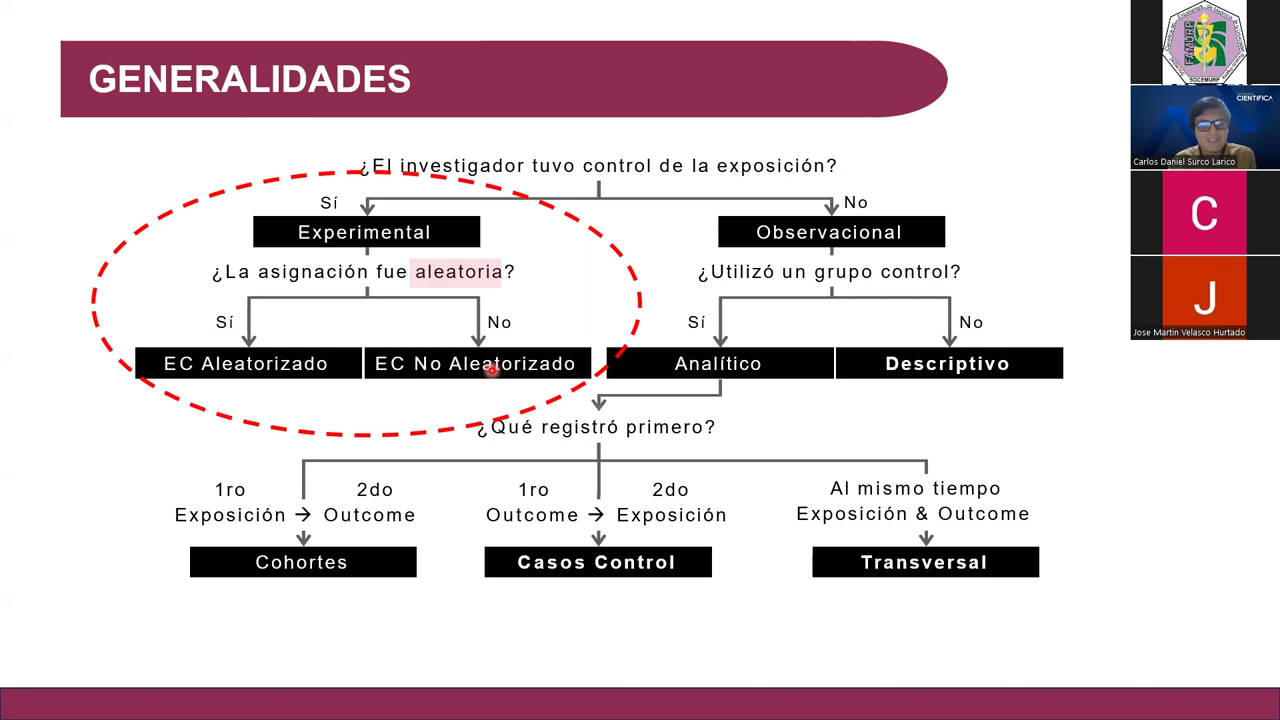 GENERALIDADES
¿El investigador tuvo control de la exposición?
Sí
No
Experimental
Observacional
¿La asignación fue aleatoria?
¿Utilizó un grupo control?
Sí
No
Sí
No
EC Aleatorizado
EC No Aleatorizado
Analítico
Descriptivo
¿Qué registró primero?
1ro
2do
Exposición → Outcome
1ro
2do
Outcome → Exposición
Al mismo tiempo
Exposición & Outcome
Cohortes
Casos Control
Transversal
FAMURP
SOCEMURP
CIENTÍFICA
Carlos Daniel Surco Larico
C
J
Jose Martin Velasco Hurtado